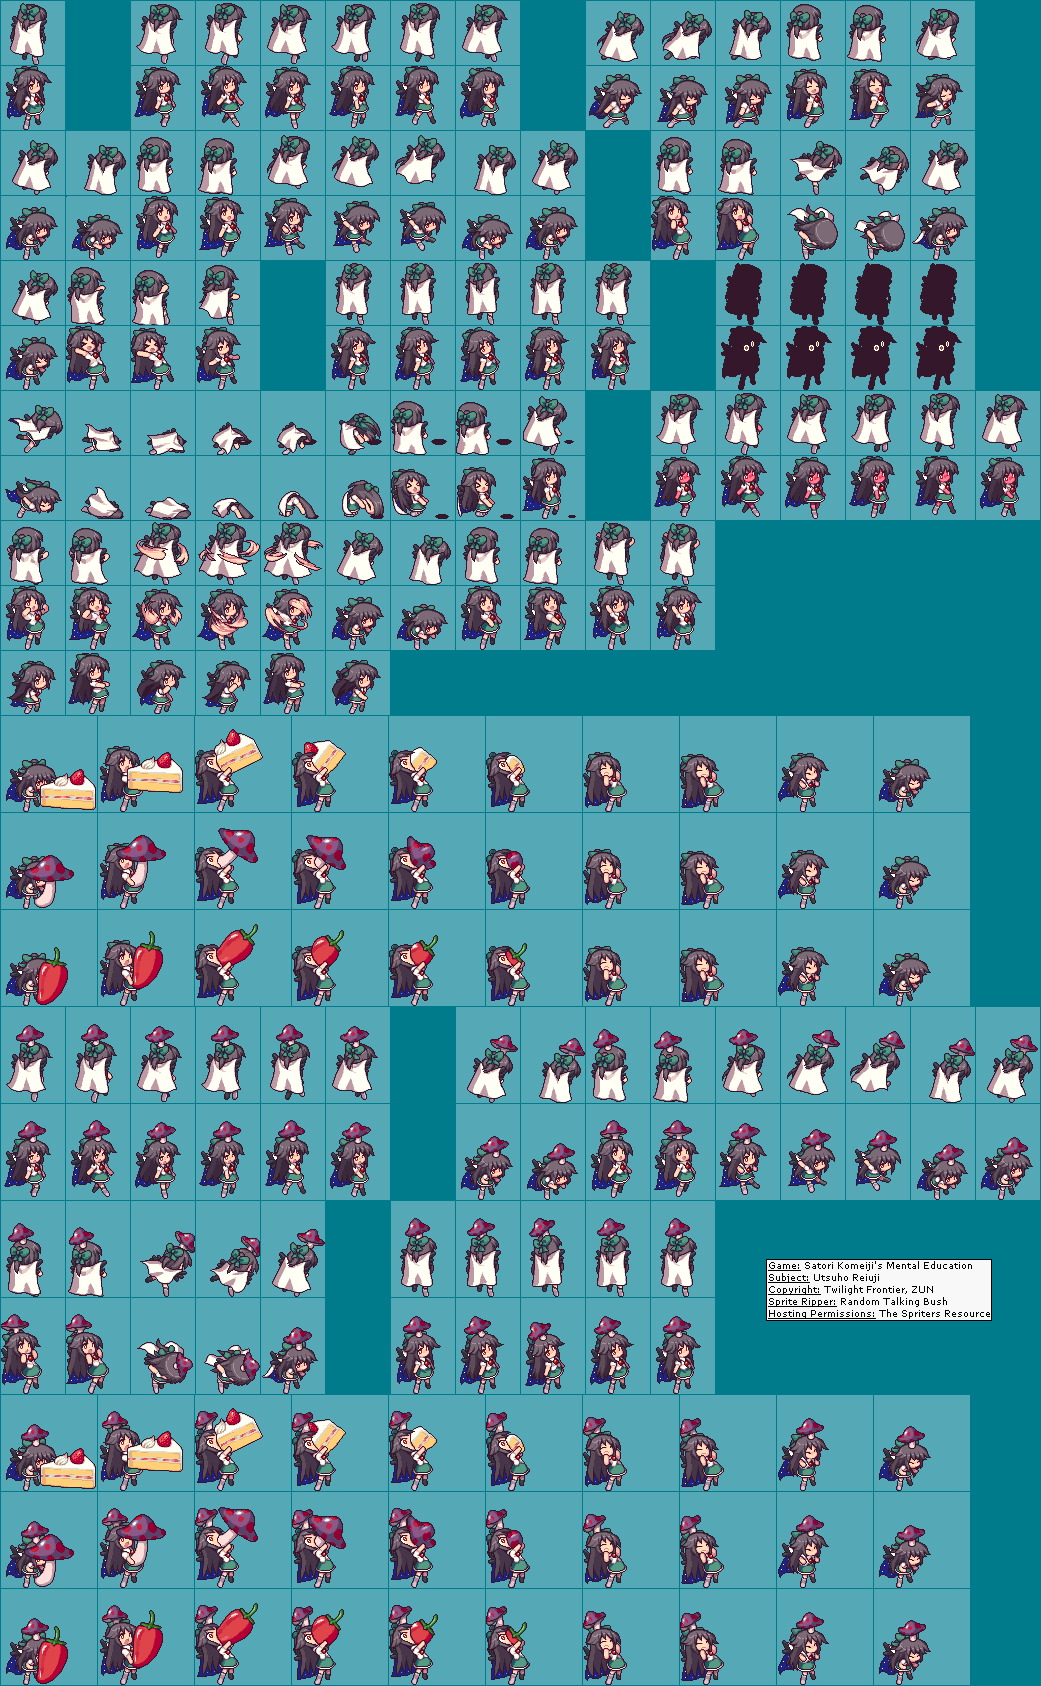 Game: Satori Komeiji's Mental Education
Subject: Utsuho Reiuji
Copyright: Twilight Frontier, ZUN
Sprite Ripper: Random Talking Bush
Hosting Permissions: The Spriters Resource